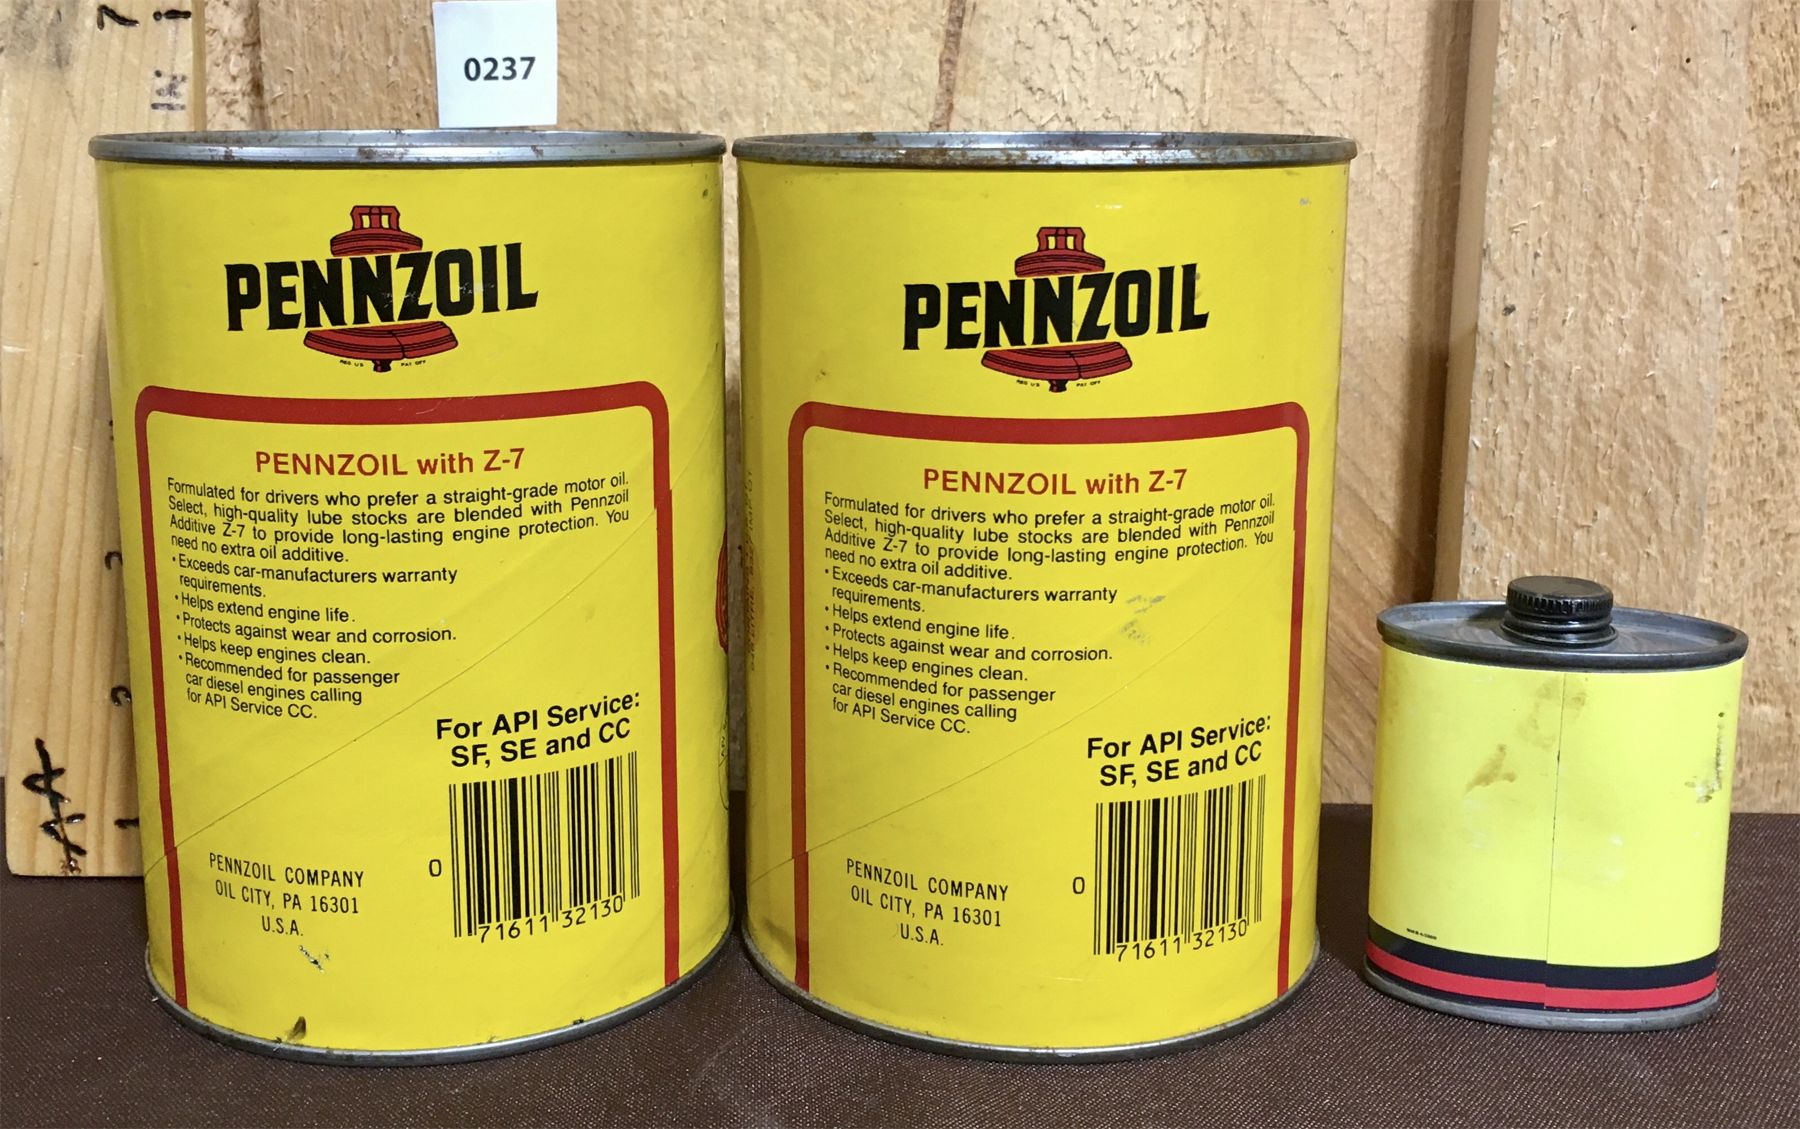 0237
PENNZOIL
REG U S PAT OFF
PENNZOIL with Z-7
Formulated for drivers who prefer a straight-grade motor oil.
Select, high-quality lube stocks are blended with Pennzoil
Additive Z-7 to provide long-lasting engine protection. You
need no extra oil additive.
• Exceeds car-manufacturers warranty
requirements.
• Helps extend engine life.
• Protects against wear and corrosion.
• Helps keep engines clean.
• Recommended for passenger
car diesel engines calling
for API Service CC.
For API Service:
SF, SE and CC
PENNZOIL COMPANY
OIL CITY, PA 16301
U.S.A.
0 71611 32130
PENNZOIL
REG U S PAT OFF
PENNZOIL with Z-7
Formulated for drivers who prefer a straight-grade motor oil.
Select, high-quality lube stocks are blended with Pennzoil
Additive Z-7 to provide long-lasting engine protection. You
need no extra oil additive.
• Exceeds car-manufacturers warranty
requirements.
• Helps extend engine life.
• Protects against wear and corrosion.
• Helps keep engines clean.
• Recommended for passenger
car diesel engines calling
for API Service CC.
For API Service:
SF, SE and CC
PENNZOIL COMPANY
OIL CITY, PA 16301
U.S.A.
0 71611 32130